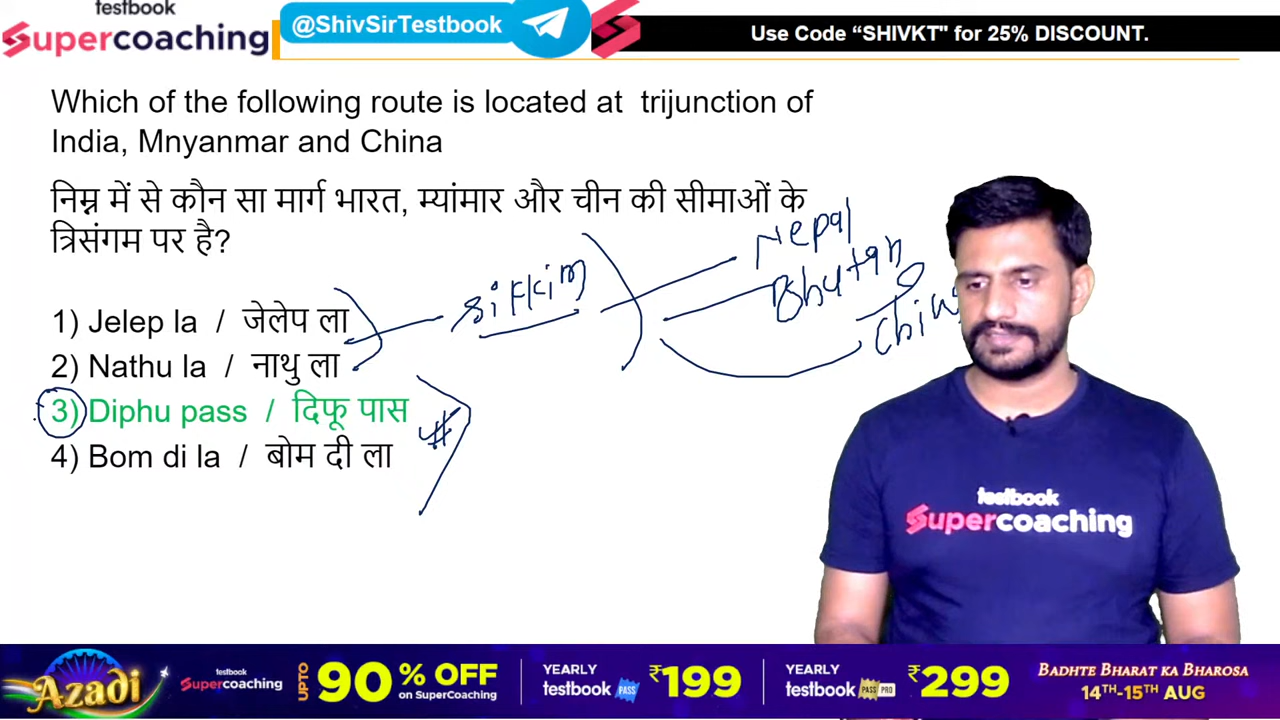 testbook
Supercoaching
@ShivSirTestbook
Use Code “SHIVKT" for 25% DISCOUNT.
Which of the following route is located at trijunction of
India, Mnyanmar and China
निम्न में से कौन सा मार्ग भारत, म्यांमार और चीन की सीमाओं के
त्रिसंगम पर है?
Nepal
Bhutan
China
Sikkim
1) Jelep la / जेलेप ला
2) Nathu la / नाथु ला
3) Diphu pass / दिफू पास
4) Bom di la / बोम दी ला
testbook
Supercoaching
Azadi
testbook
Supercoaching
UPTO 90% OFF
on SuperCoaching
YEARLY
testbook PASS ₹199
YEARLY
testbook PASS PRO ₹299
BADHTE BHARAT KA BHAROSA
14TH-15TH AUG